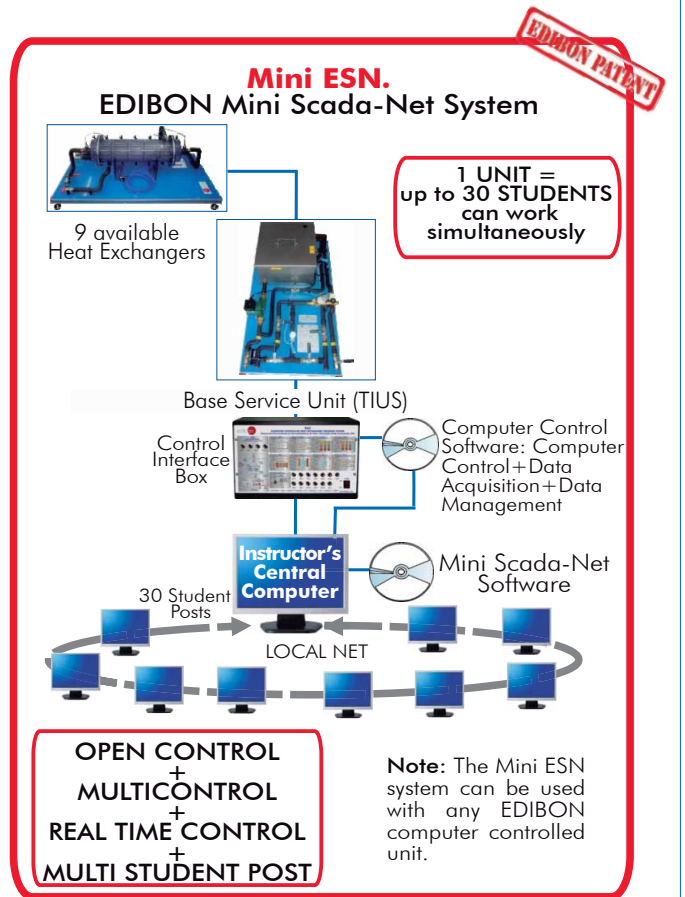 EDIBON PATENT
Mini ESN.
EDIBON Mini Scada-Net System
1 UNIT =
up to 30 STUDENTS
can work
simultaneously
9 available
Heat Exchangers
Base Service Unit (TIUS)
Control
Interface
Box
Computer Control
Software: Computer
Control+Data
Acquisition+Data
Management
Instructor's
Central
Computer
Mini Scada-Net
Software
30 Student
Posts
LOCAL NET
OPEN CONTROL
+
MULTICONTROL
+
REAL TIME CONTROL
+
MULTI STUDENT POST
Note: The Mini ESN
system can be used
with any EDIBON
computer controlled
unit.